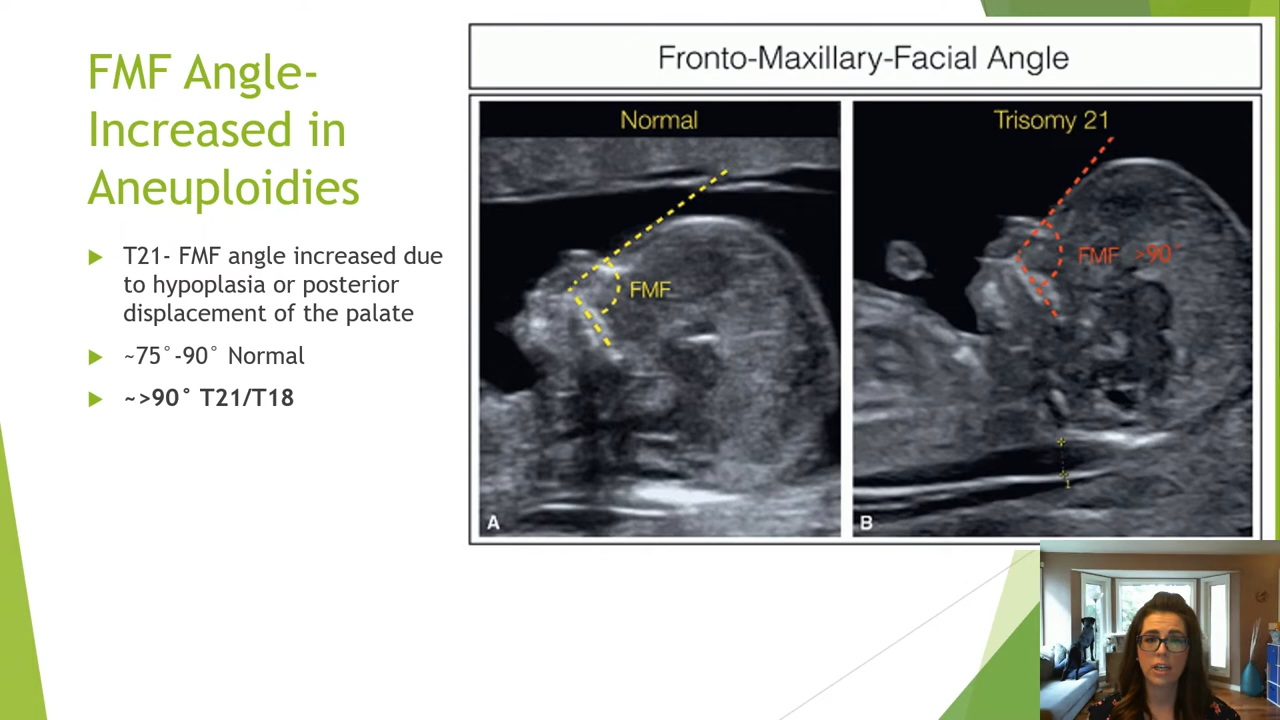 FMF Angle-
Increased in
Aneuploidies
T21- FMF angle increased due
to hypoplasia or posterior
displacement of the palate
~75°-90° Normal
~>90° T21/T18
Fronto-Maxillary-Facial Angle
Normal
FMF
A
Trisomy 21
FMF >90°
1
B